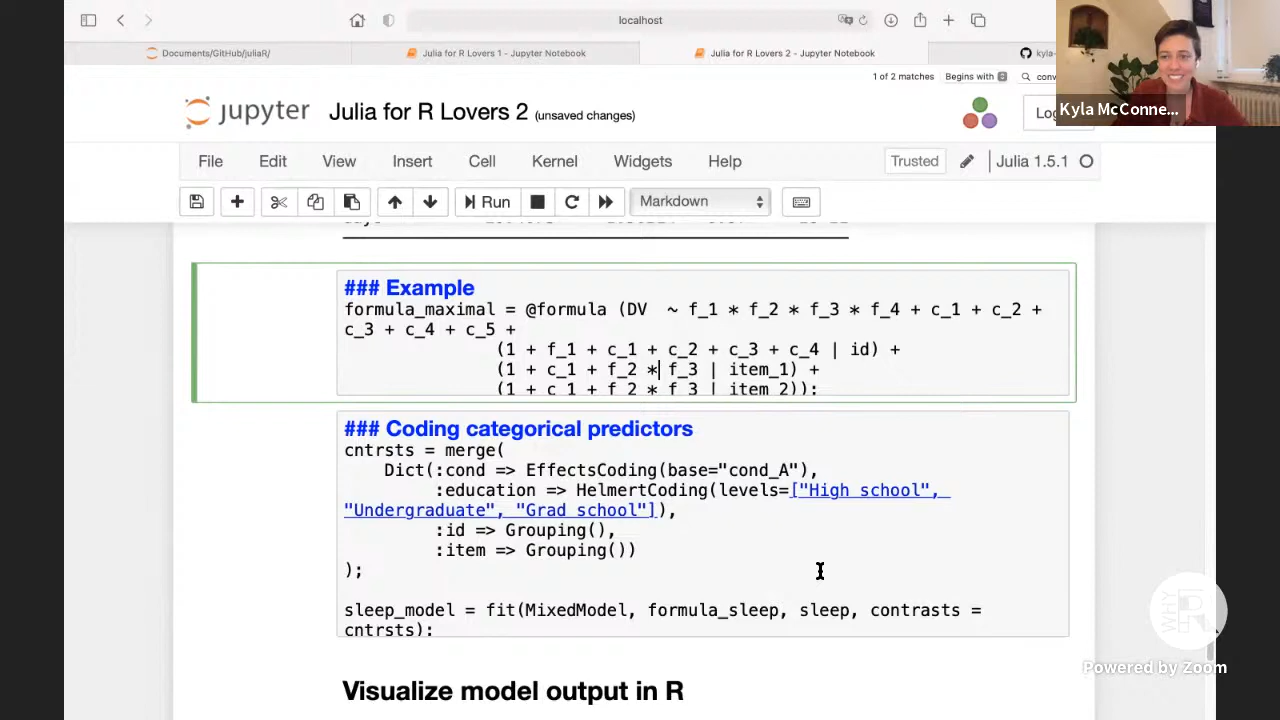 localhost
Documents/GitHub/juliaR/
Julia for R Lovers 1 - Jupyter Notebook
Julia for R Lovers 2 - Jupyter Notebook
kyla-
1 of 2 matches
Begins with
conv
Kyla McConne...
jupyter
Julia for R Lovers 2 (unsaved changes)
Log
File
Edit
View
Insert
Cell
Kernel
Widgets
Help
Trusted
Julia 1.5.1
Run
Markdown
### Example
formula_maximal = @formula (DV  ~ f_1 * f_2 * f_3 * f_4 + c_1 + c_2 +
c_3 + c_4 + c_5 +
(1 + f_1 + c_1 + c_2 + c_3 + c_4 | id) +
(1 + c_1 + f_2 * f_3 | item_1) +
(1 + c_1 + f_2 * f_3 | item_2));
### Coding categorical predictors
cntrsts = merge(
Dict(:cond => EffectsCoding(base="cond_A"),
:education => HelmertCoding(levels=["High school",
"Undergraduate", "Grad school"]),
:id => Grouping(),
:item => Grouping())
);
sleep_model = fit(MixedModel, formula_sleep, sleep, contrasts =
cntrsts);
Visualize model output in R
WHY R
Powered by Zoom